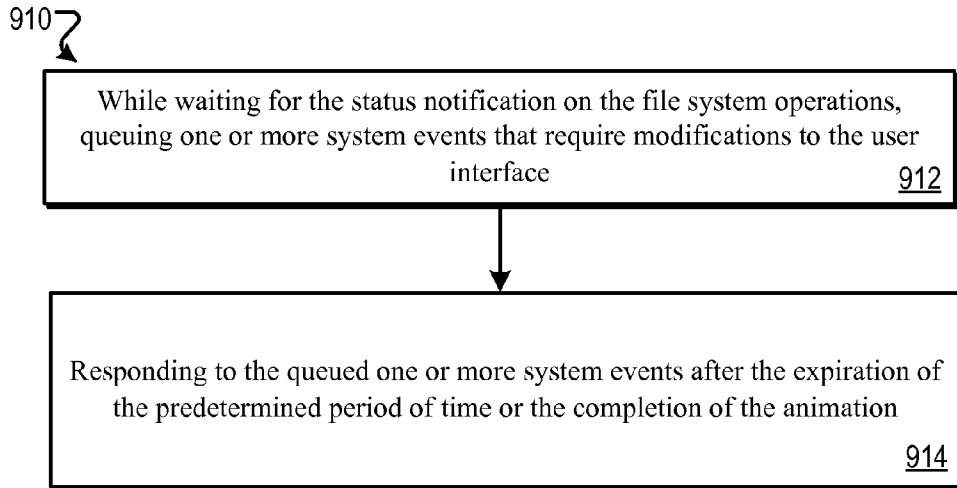 910
While waiting for the status notification on the file system operations,
queuing one or more system events that require modifications to the user
interface
912
Responding to the queued one or more system events after the expiration of
the predetermined period of time or the completion of the animation
914